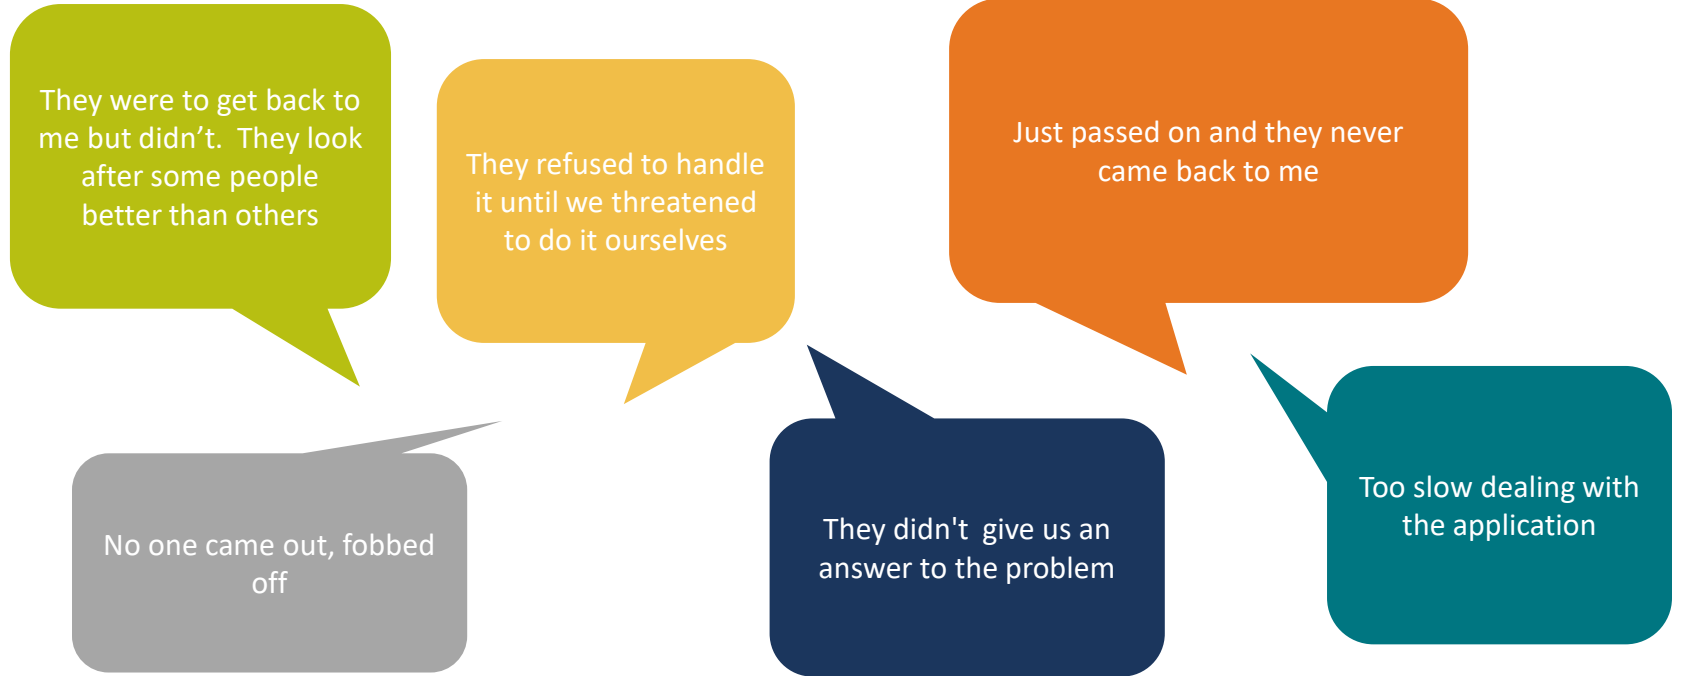 They were to get back to
me but didn’t.  They look
after some people
better than others
They refused to handle
it until we threatened
to do it ourselves
Just passed on and they never
came back to me
No one came out, fobbed
off
They didn't  give us an
answer to the problem
Too slow dealing with
the application